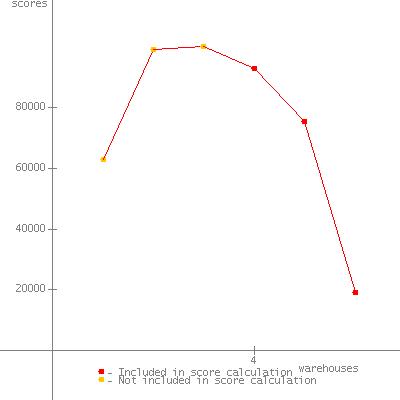 scores
80000
60000
40000
20000
4
warehouses
- Included in score calculation
- Not included in score calculation